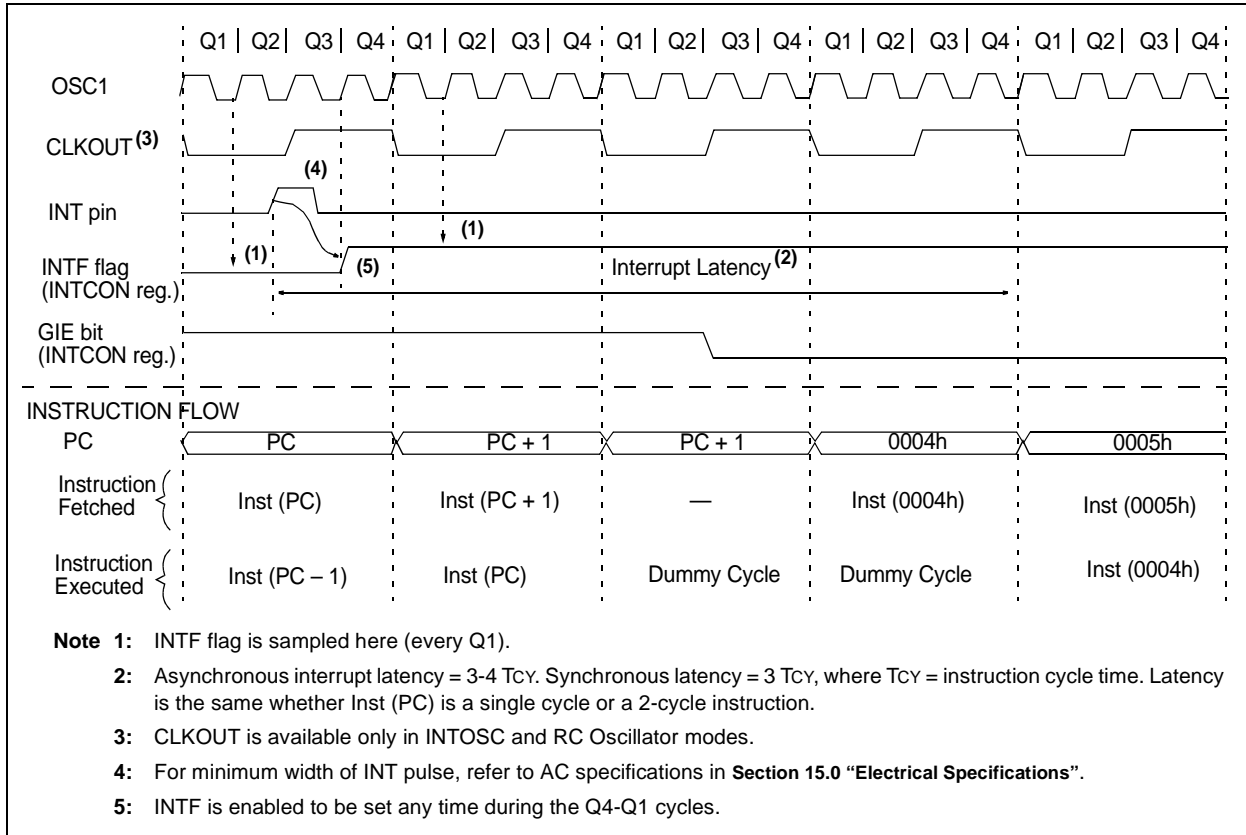 Q1 | Q2 | Q3 | Q4 Q1 | Q2 | Q3 | Q4 Q1 | Q2 | Q3 | Q4 Q1 | Q2 | Q3 | Q4 Q1 | Q2 | Q3 | Q4
OSC1
CLKOUT (3)
(4)
INT pin
(1) (1)
INTF flag (5) Interrupt Latency (2)
(INTCON reg.)
GIE bit
(INTCON reg.)
INSTRUCTION FLOW
PC PC PC + 1 PC + 1 0004h 0005h
Instruction
Fetched Inst (PC) Inst (PC + 1) — Inst (0004h) Inst (0005h)
Instruction
Executed Inst (PC – 1) Inst (PC) Dummy Cycle Dummy Cycle Inst (0004h)
Note 1: INTF flag is sampled here (every Q1).
2: Asynchronous interrupt latency = 3-4 TCY. Synchronous latency = 3 TCY, where TCY = instruction cycle time. Latency
is the same whether Inst (PC) is a single cycle or a 2-cycle instruction.
3: CLKOUT is available only in INTOSC and RC Oscillator modes.
4: For minimum width of INT pulse, refer to AC specifications in Section 15.0 “Electrical Specifications”.
5: INTF is enabled to be set any time during the Q4-Q1 cycles.